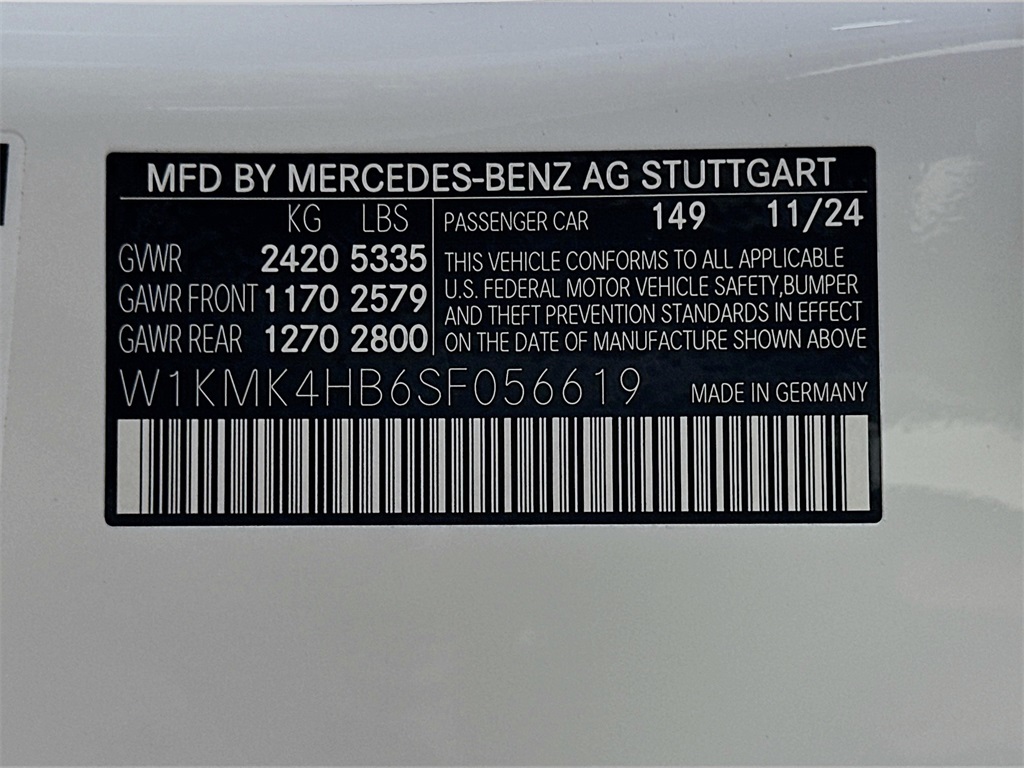 MFD BY MERCEDES-BENZ AG STUTTGART
KG LBS
GVWR 2420 5335
GAWR FRONT 1170 2579
GAWR REAR 1270 2800
PASSENGER CAR 149 11/24
THIS VEHICLE CONFORMS TO ALL APPLICABLE
U.S. FEDERAL MOTOR VEHICLE SAFETY,BUMPER
AND THEFT PREVENTION STANDARDS IN EFFECT
ON THE DATE OF MANUFACTURE SHOWN ABOVE
W1KMK4HB6SF056619 MADE IN GERMANY